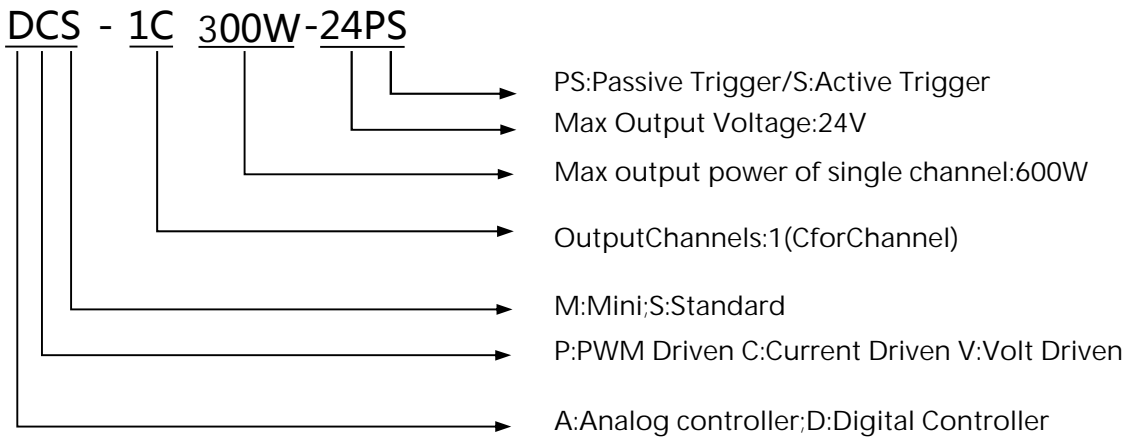 DCS - 1C 300W-24PS
PS:Passive Trigger/S:Active Trigger
Max Output Voltage:24V
Max output power of single channel:600W
OutputChannels:1(CforChannel)
M:Mini;S:Standard
P:PWM Driven C:Current Driven V:Volt Driven
A:Analog controller;D:Digital Controller